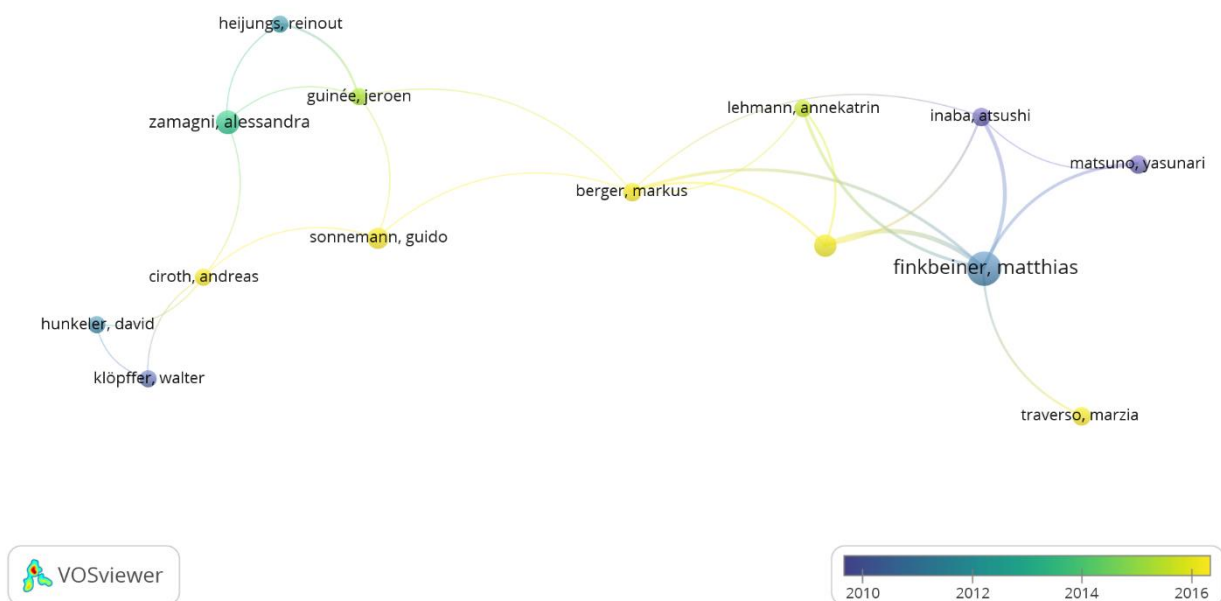 heijungs, reinout
guinée, jeroen
zamagni, alessandra
lehmann, annekatrin
inaba, atsushi
matsuno, yasunari
berger, markus
sonnemann, guido
finkbeiner, matthias
ciroth, andreas
hunkeler, david
klöpffer, walter
traverso, marzia
VOSviewer
2010 2012 2014 2016